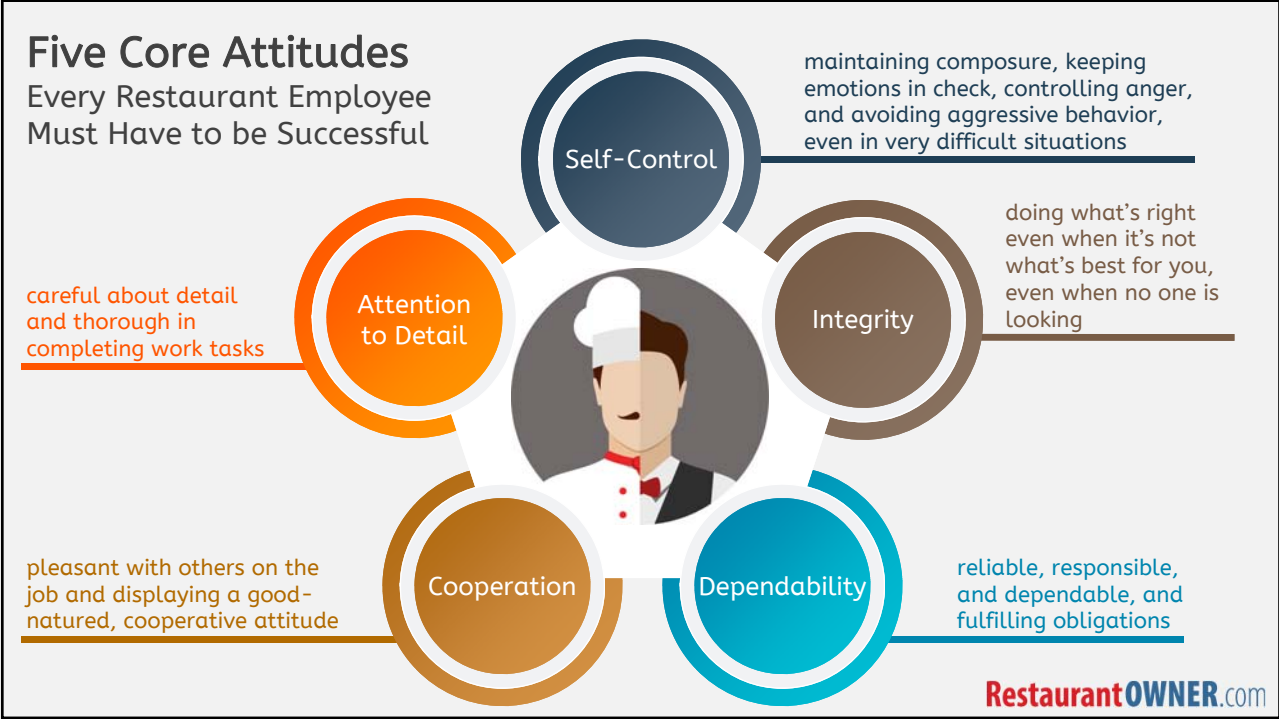 Five Core Attitudes
Every Restaurant Employee
Must Have to be Successful
Self-Control
maintaining composure, keeping
emotions in check, controlling anger,
and avoiding aggressive behavior,
even in very difficult situations
Integrity
doing what’s right
even when it’s not
what’s best for you,
even when no one is
looking
Dependability
reliable, responsible,
and dependable, and
fulfilling obligations
Cooperation
pleasant with others on the
job and displaying a good-
natured, cooperative attitude
Attention
to Detail
careful about detail
and thorough in
completing work tasks
RestaurantOWNER.com